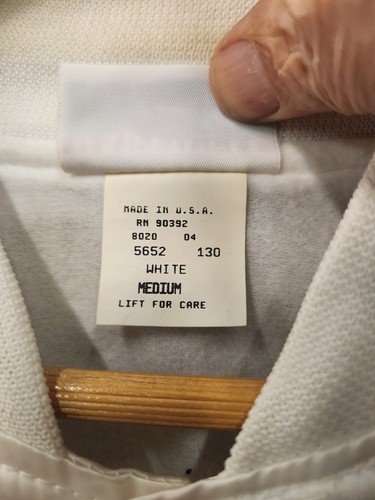 MADE IN U.S.A.
RN 90392
8020 04
5652 130
WHITE
MEDIUM
LIFT FOR CARE